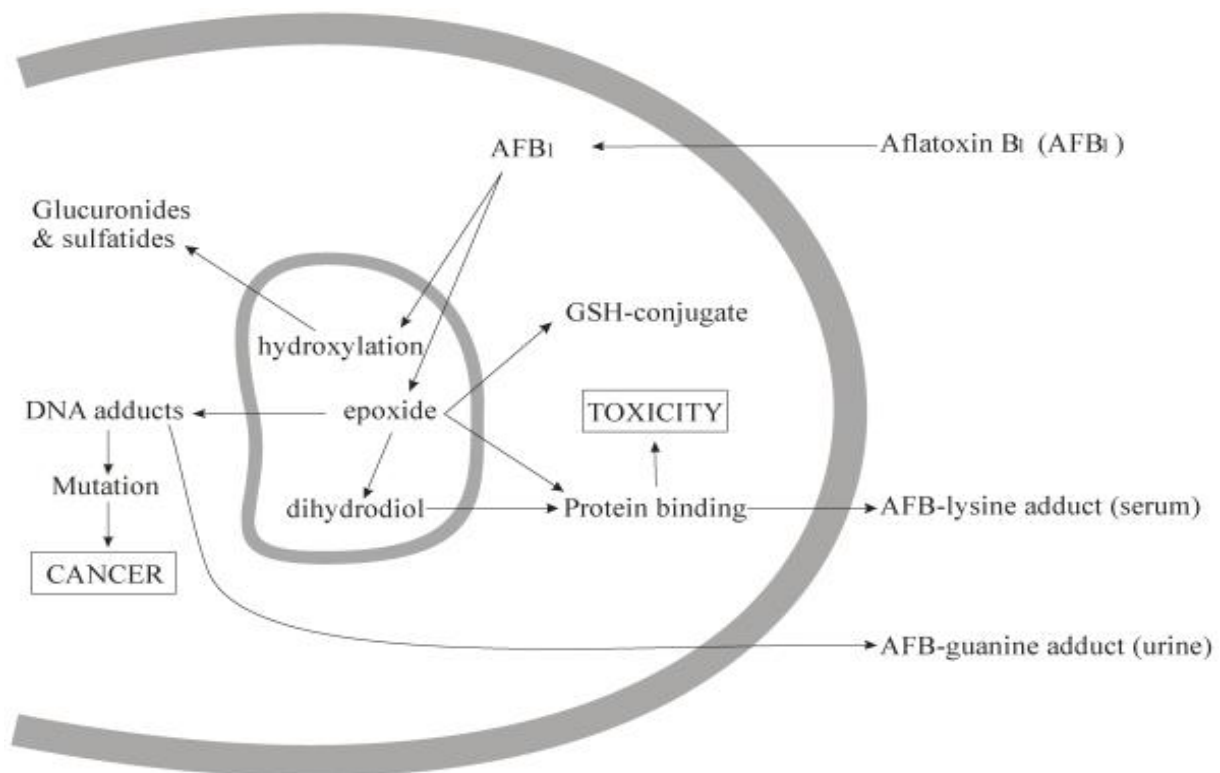 AFB1
Aflatoxin B1 (AFB1)
Glucuronides
& sulfatides
GSH-conjugate
hydroxylation
DNA adducts
epoxide
TOXICITY
Mutation
dihydrodiol
Protein binding
AFB-lysine adduct (serum)
CANCER
AFB-guanine adduct (urine)